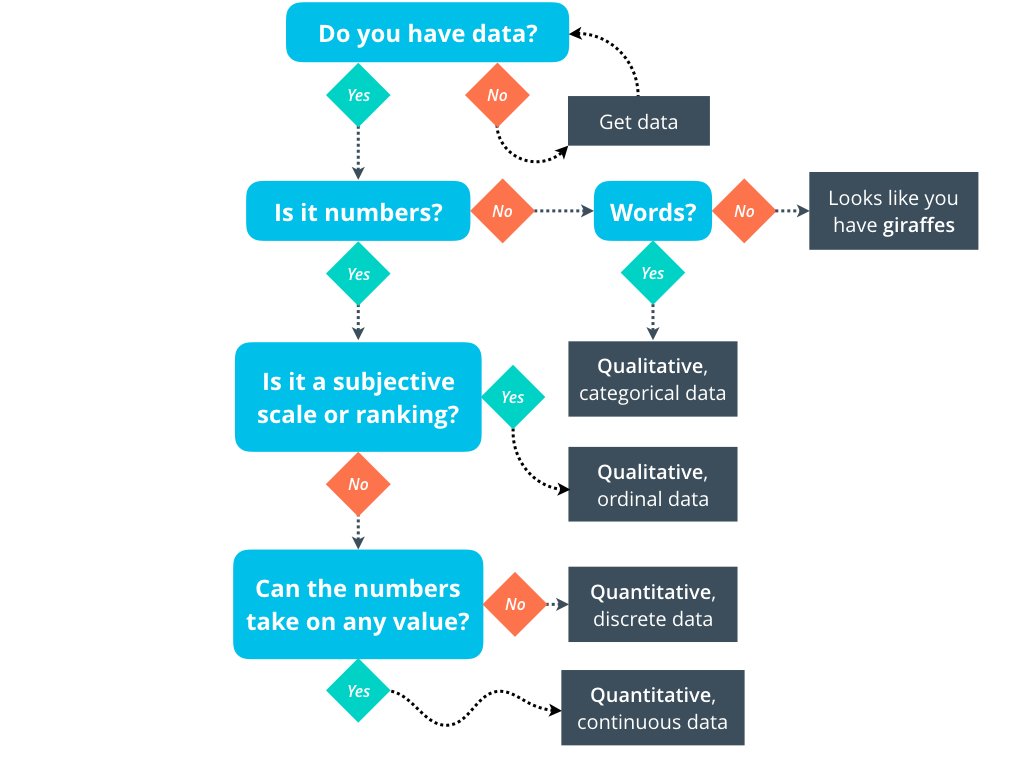 Do you have data?
Yes
No
Get data
Is it numbers?
No
Words?
No
Looks like you
have giraffes
Yes
Yes
Is it a subjective
scale or ranking?
Yes
Qualitative,
categorical data
No
Qualitative,
ordinal data
Can the numbers
take on any value?
No
Quantitative,
discrete data
Yes
Quantitative,
continuous data